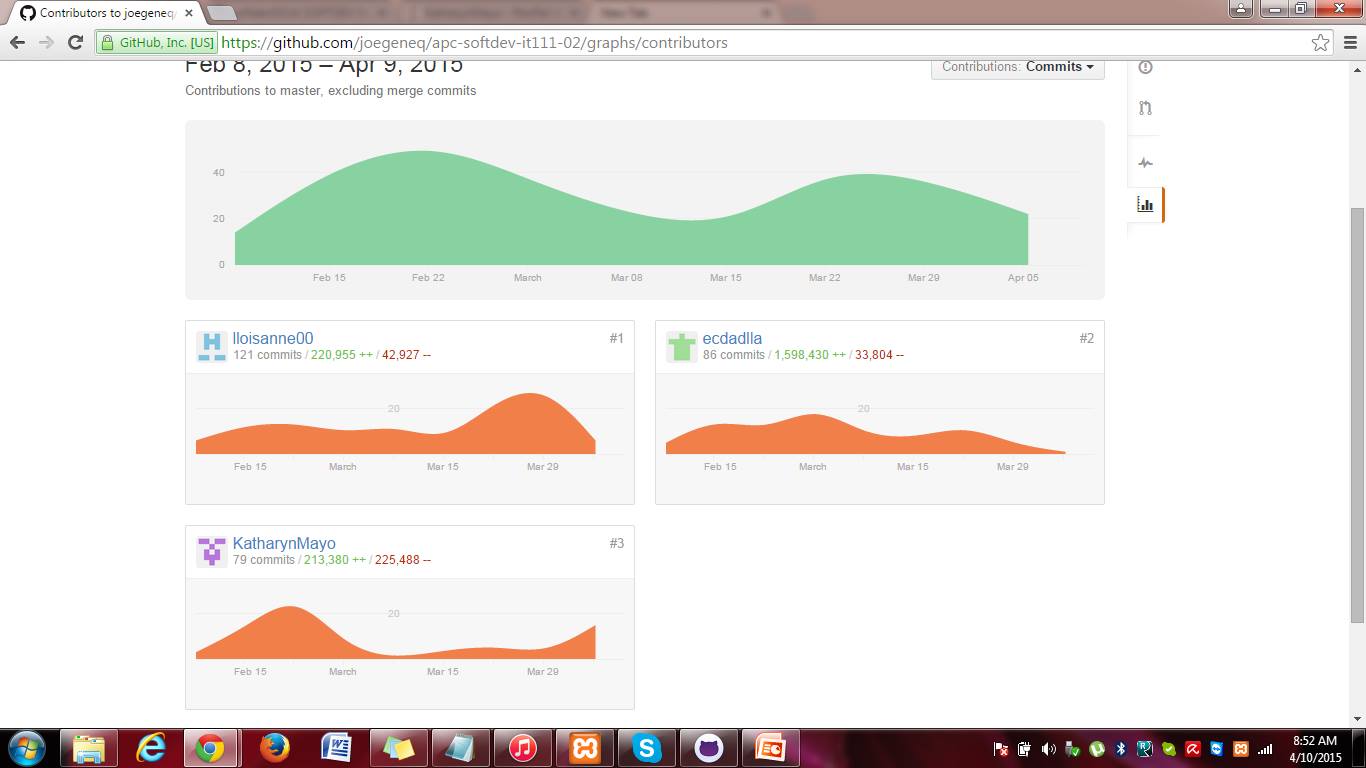 Contributors to joegeneq/
New Tab
GitHub, Inc. [US] https://github.com/joegeneq/apc-softdev-it111-02/graphs/contributors
Feb 8, 2015 – Apr 9, 2015
Contributions: Commits
Contributions to master, excluding merge commits
40
20
0
Feb 15 Feb 22 March Mar 08 Mar 15 Mar 22 Mar 29 Apr 05
lloisanne00 #1
121 commits / 220,955 ++ / 42,927 --
20
Feb 15 March Mar 15 Mar 29
ecdadlla #2
86 commits / 1,598,430 ++ / 33,804 --
20
Feb 15 March Mar 15 Mar 29
KatharynMayo #3
79 commits / 213,380 ++ / 225,488 --
20
Feb 15 March Mar 15 Mar 29
8:52 AM
4/10/2015